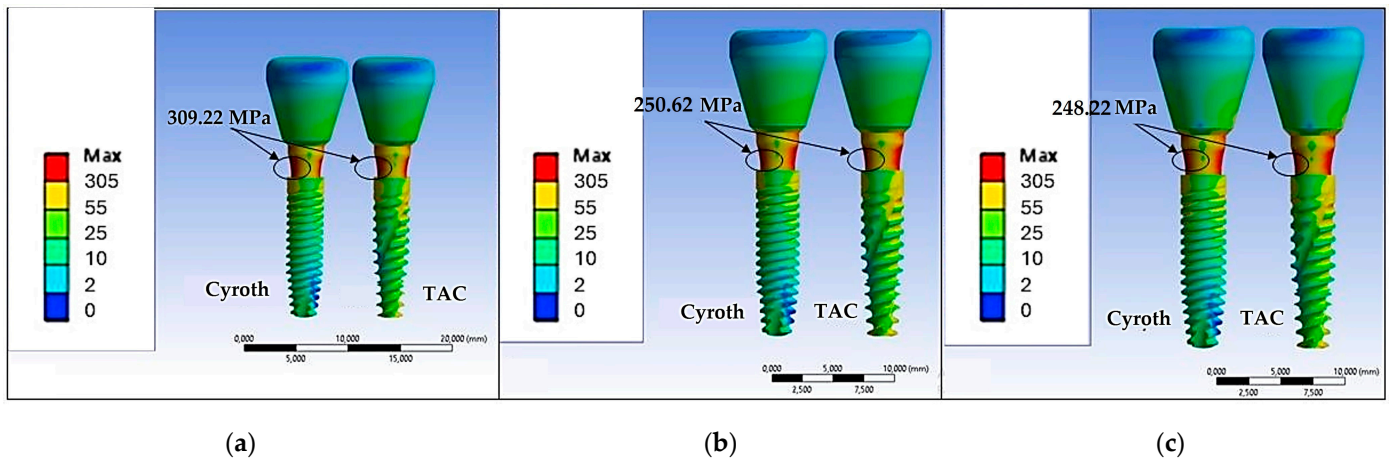 309.22 MPa
Max
305
55
25
10
2
0
Cyroth
TAC
0,000
10,000
20,000 (mm)
5,000
15,000
250.62 MPa
Max
305
55
25
10
2
0
Cyroth
TAC
0,000
5,000
10,000 (mm)
2,500
7,500
248.22 MPa
Max
305
55
25
10
2
0
Cyroth
TAC
0,000
5,000
10,000 (mm)
2,500
7,500
(a)
(b)
(c)